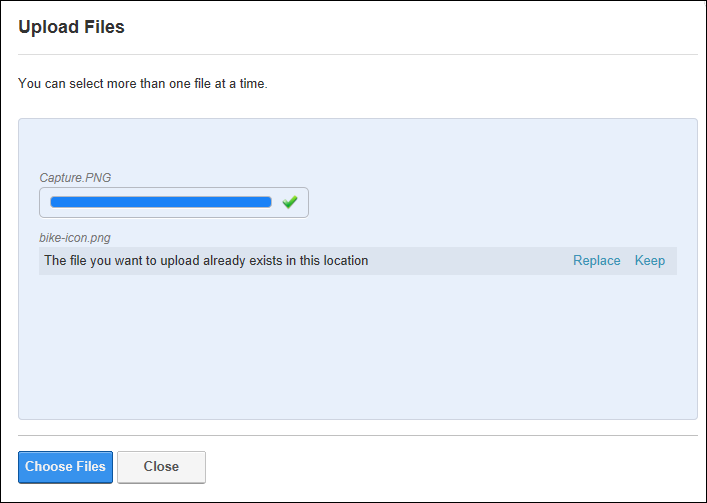 Upload Files
You can select more than one file at a time.
Capture.PNG
bike-icon.png
The file you want to upload already exists in this location Replace Keep
Choose Files Close